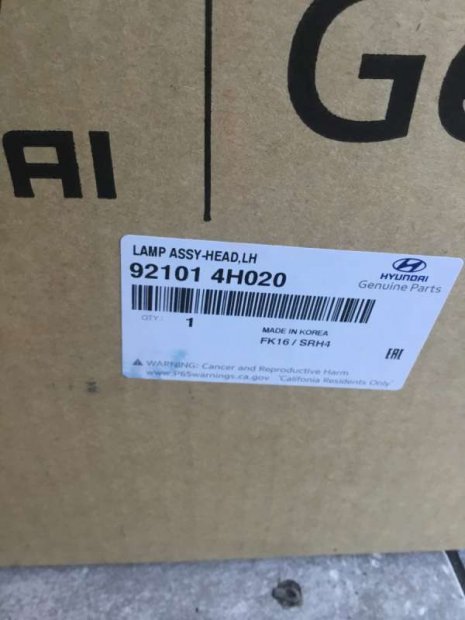 AI
Ge
LAMP ASSY-HEAD,LH
92101 4H020
HYUNDAI
Genuine Parts
QTY: 1
MADE IN KOREA
FK16 / SRH4
EAC
WARNING: Cancer and Reproductive Harm
www.P65warnings.ca.gov "California Residents Only"